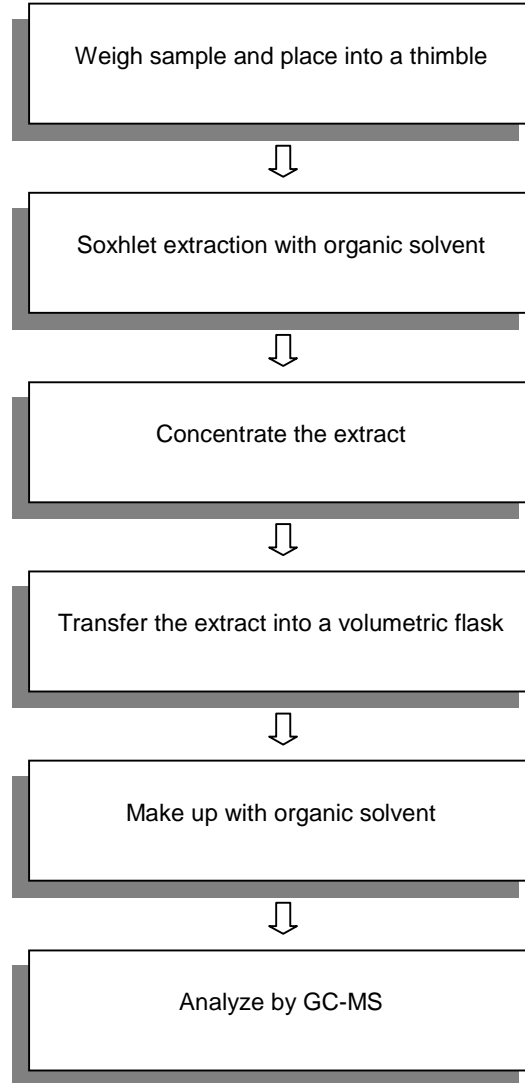 Weigh sample and place into a thimble
Soxhlet extraction with organic solvent
Concentrate the extract
Transfer the extract into a volumetric flask
Make up with organic solvent
Analyze by GC-MS